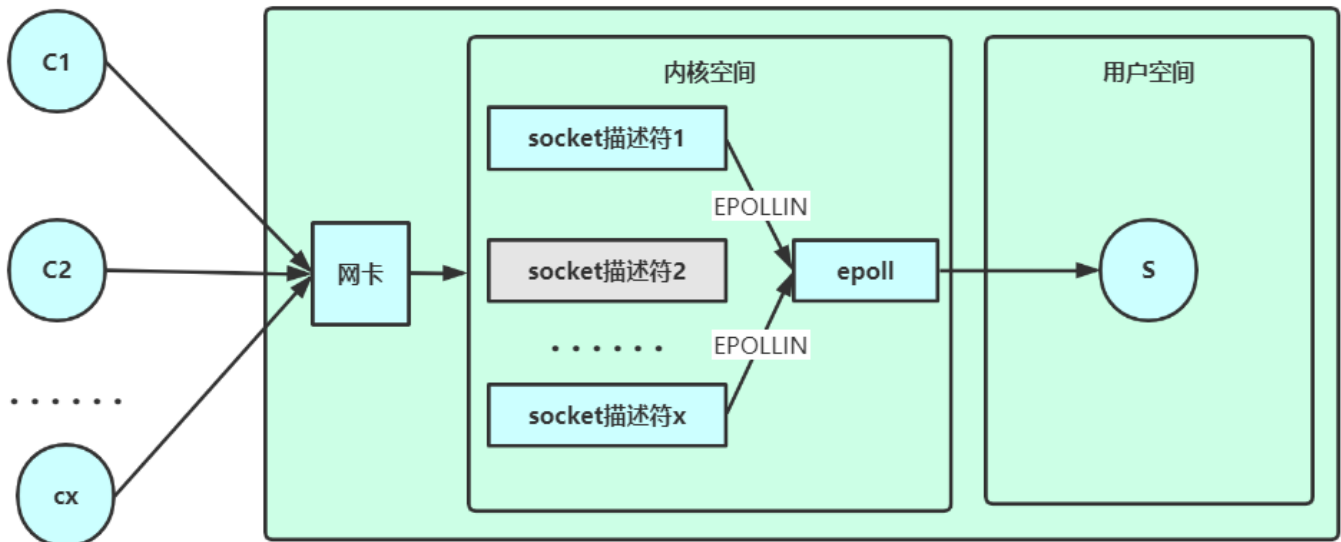 C1
C2
......
cx
网卡
内核空间
socket描述符1
EPOLLIN
socket描述符2
epoll
......
EPOLLIN
socket描述符x
用户空间
S